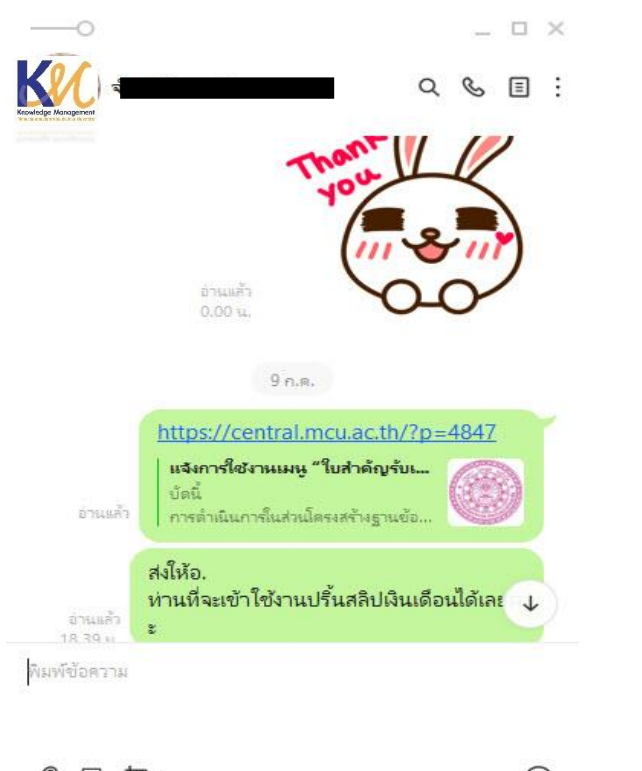 KM
Knowledge Management
Thank
you
อ่านแล้ว
0.00 น.
9 ก.ค.
https://central.mcu.ac.th/?p=4847
แจ้งการใช้งานเมนู “ใบสำคัญรับเ...
บัดนี้
การดำเนินการในส่วนโครงสร้างฐานข้อ...
อ่านแล้ว
ส่งให้อ.
ท่านที่จะเข้าใช้งานปริ้นสลิปเงินเดือนได้เลย
ะ
อ่านแล้ว
18.39 น.
พิมพ์ข้อความ